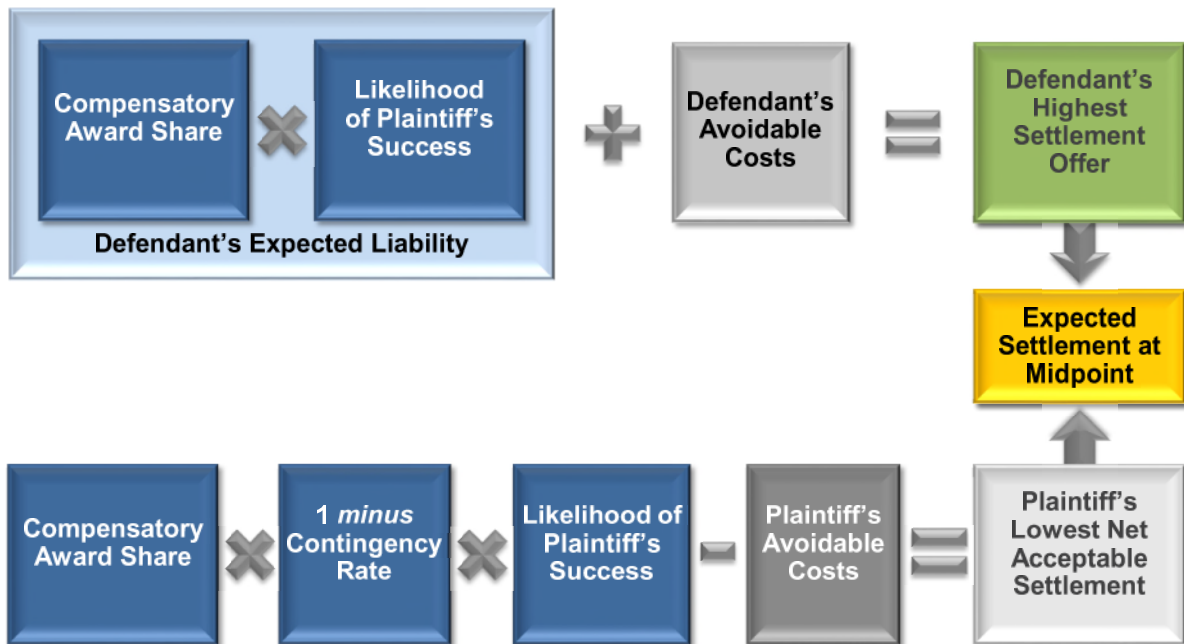 Compensatory
Award Share
Likelihood
of Plaintiff’s
Success
Defendant’s Expected Liability
Defendant’s
Avoidable
Costs
Defendant’s
Highest
Settlement
Offer
Expected
Settlement at
Midpoint
Compensatory
Award Share
1 minus
Contingency
Rate
Likelihood of
Plaintiff’s
Success
Plaintiff’s
Avoidable
Costs
Plaintiff’s
Lowest Net
Acceptable
Settlement